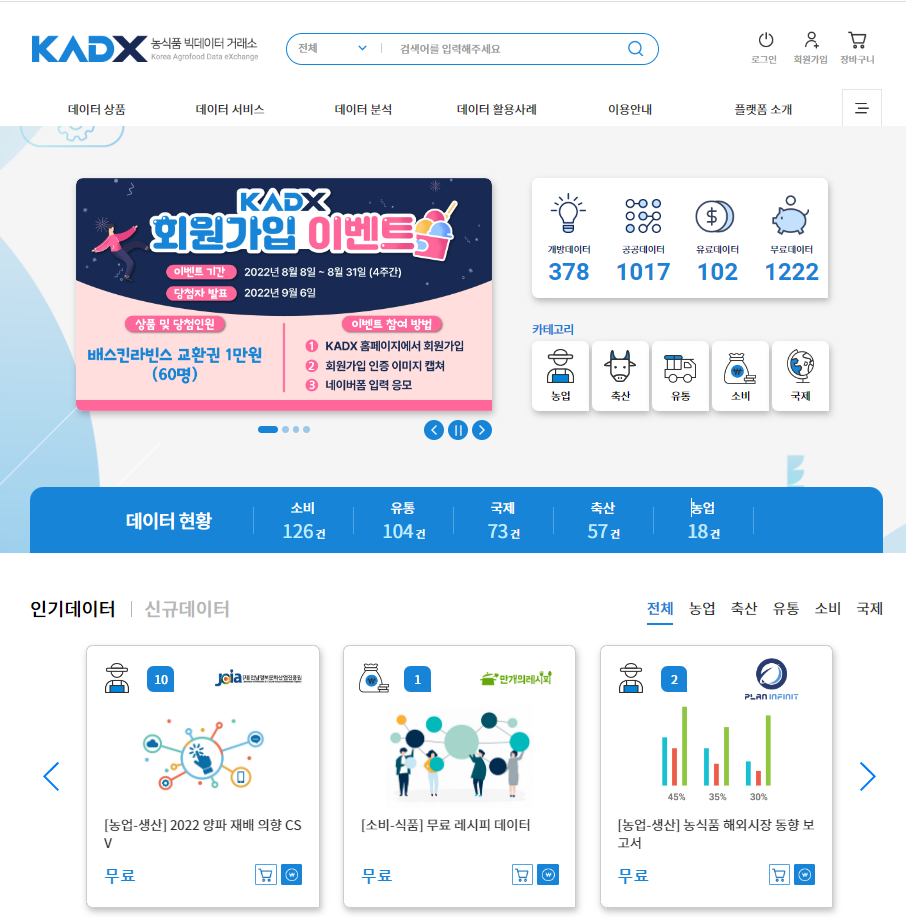 KADX 농식품 빅데이터 거래소
Korea Agrofood Data eXchange
전체 검색어를 입력해주세요
로그인 회원가입 장바구니
데이터 상품 데이터 서비스 데이터 분석 데이터 활용사례 이용안내 플랫폼 소개
KADX
회원가입 이벤트
이벤트 기간 2022년 8월 8일 ~ 8월 31일 (4주간)
당첨자 발표 2022년 9월 6일
상품 및 당첨인원
배스킨라빈스 교환권 1만원
(60명)
이벤트 참여 방법
1 KADX 홈페이지에서 회원가입
2 회원가입 인증 이미지 캡쳐
3 네이버폼 입력 응모
개방데이터 공공데이터 유료데이터 무료데이터
378 1017 102 1222
카테고리
농업 축산 유통 소비 국제
데이터 현황
소비 유통 국제 축산 농업
126건 104건 73건 57건 18건
인기데이터 신규데이터
전체 농업 축산 유통 소비 국제
10 jcia (재)전남정보문화산업진흥원
[농업-생산] 2022 양파 재배 의향 CS
V
무료
1 만개의레시피
[소비-식품] 무료 레시피 데이터
무료
2 PLAN INFINIT
45% 35% 30%
[농업-생산] 농식품 해외시장 동향 보
고서
무료